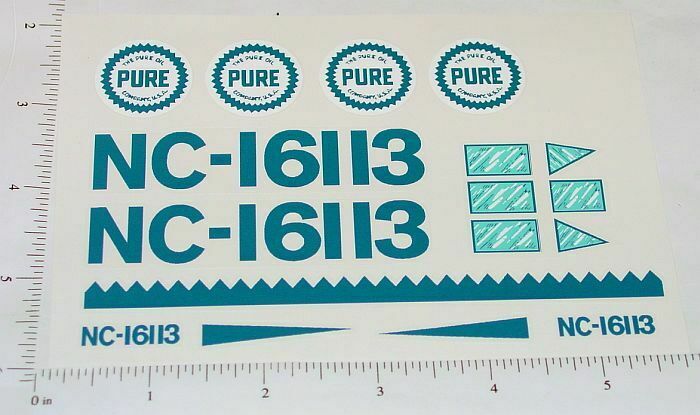 THE PURE OIL
PURE
COMPANY, U.S.A.
THE PURE OIL
PURE
COMPANY, U.S.A.
THE PURE OIL
PURE
COMPANY, U.S.A.
THE PURE OIL
PURE
COMPANY, U.S.A.
NC-16113
NC-16113
NC-16113
NC-16113
2
3
4
5
0 in
1
2
3
4
5